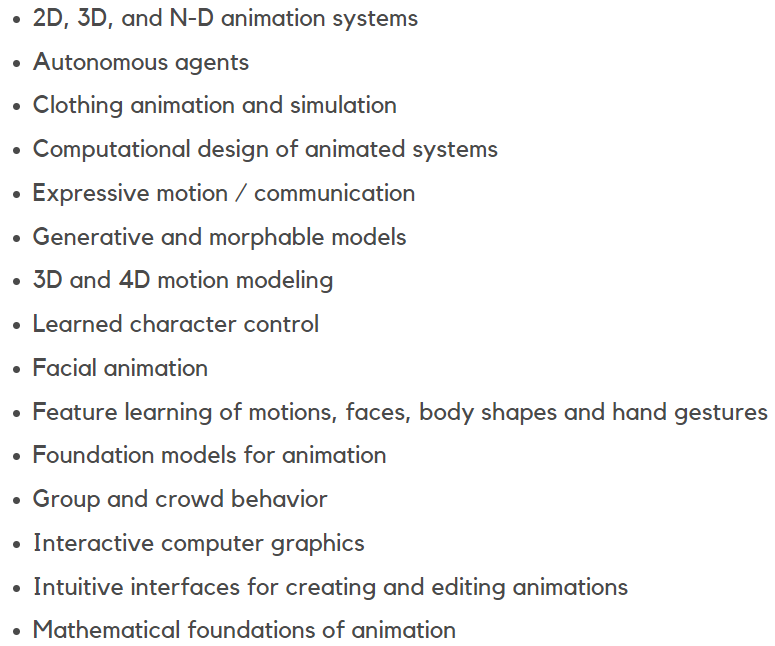 • 2D, 3D, and N-D animation systems
• Autonomous agents
• Clothing animation and simulation
• Computational design of animated systems
• Expressive motion / communication
• Generative and morphable models
• 3D and 4D motion modeling
• Learned character control
• Facial animation
• Feature learning of motions, faces, body shapes and hand gestures
• Foundation models for animation
• Group and crowd behavior
• Interactive computer graphics
• Intuitive interfaces for creating and editing animations
• Mathematical foundations of animation